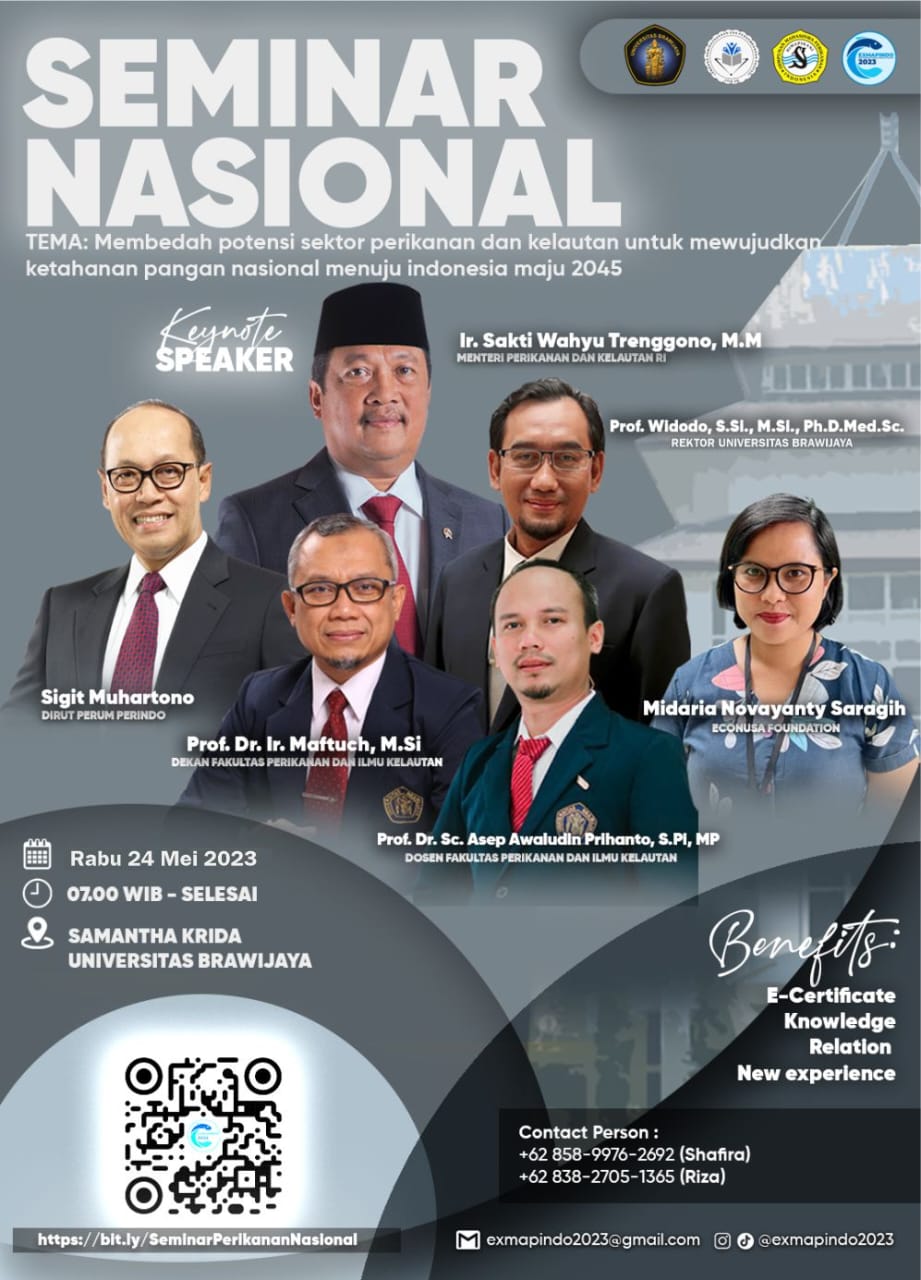 SEMINAR
NASIONAL
TEMA: Membedah potensi sektor perikanan dan kelautan untuk mewujudkan
ketahanan pangan nasional menuju indonesia maju 2045
UNIVERSITAS BRAWIJAYA
EXMAPINDO
2023
Keynote
SPEAKER
Ir. Sakti Wahyu Trenggono, M.M
MENTERI PERIKANAN DAN KELAUTAN RI
Prof. Widodo, S.SI., M.SI., Ph.D.Med.Sc.
REKTOR UNIVERSITAS BRAWIJAYA
Sigit Muhartono
DIRUT PERUM PERINDO
Midaria Novayanty Saragih
ECONUSA FOUNDATION
Prof. Dr. Ir. Maftuch, M.Si
DEKAN FAKULTAS PERIKANAN DAN ILMU KELAUTAN
Prof. Dr. Sc. Asep Awaludin Prihanto, S.PI, MP
DOSEN FAKULTAS PERIKANAN DAN ILMU KELAUTAN
Rabu 24 Mei 2023
07.00 WIB - SELESAI
SAMANTHA KRIDA
UNIVERSITAS BRAWIJAYA
Benefits:
E-Certificate
Knowledge
Relation
New experience
Contact Person :
+62 858-9976-2692 (Shafira)
+62 838-2705-1365 (Riza)
https://bit.ly/SeminarPerikananNasional
exmapindo2023@gmail.com
@exmapindo2023